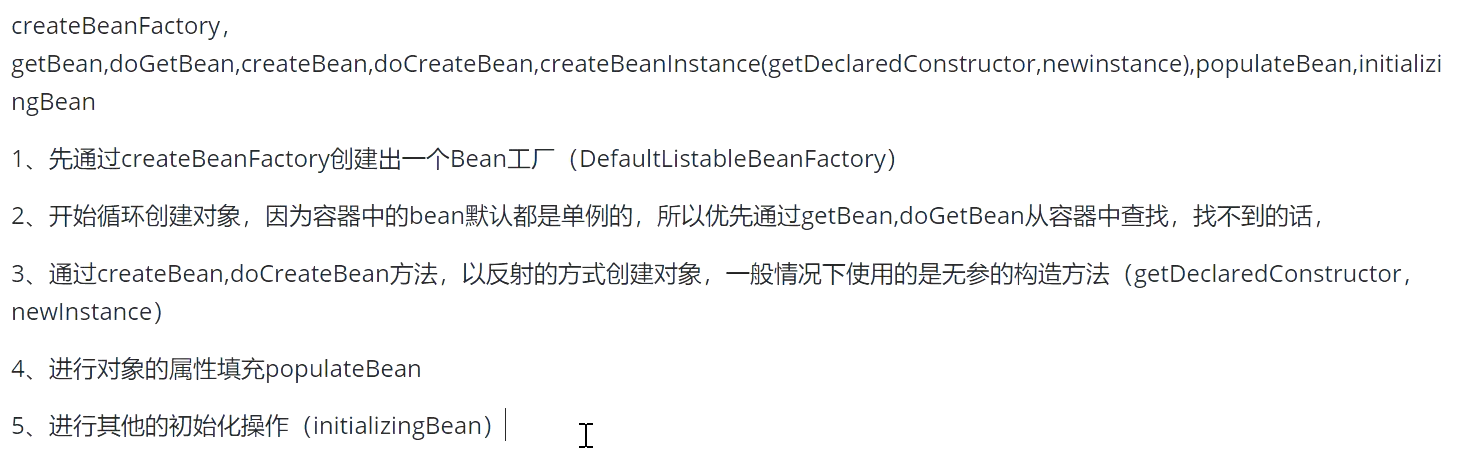 createBeanFactory，
getBean,doGetBean,createBean,doCreateBean,createBeanInstance(getDeclaredConstructor,newinstance),populateBean,initializi
ngBean
1、先通过createBeanFactory创建出一个Bean工厂（DefaultListableBeanFactory）
2、开始循环创建对象，因为容器中的bean默认都是单例的，所以优先通过getBean,doGetBean从容器中查找，找不到的话，
3、通过createBean,doCreateBean方法，以反射的方式创建对象，一般情况下使用的是无参的构造方法（getDeclaredConstructor，
newInstance）
4、进行对象的属性填充populateBean
5、进行其他的初始化操作（initializingBean）